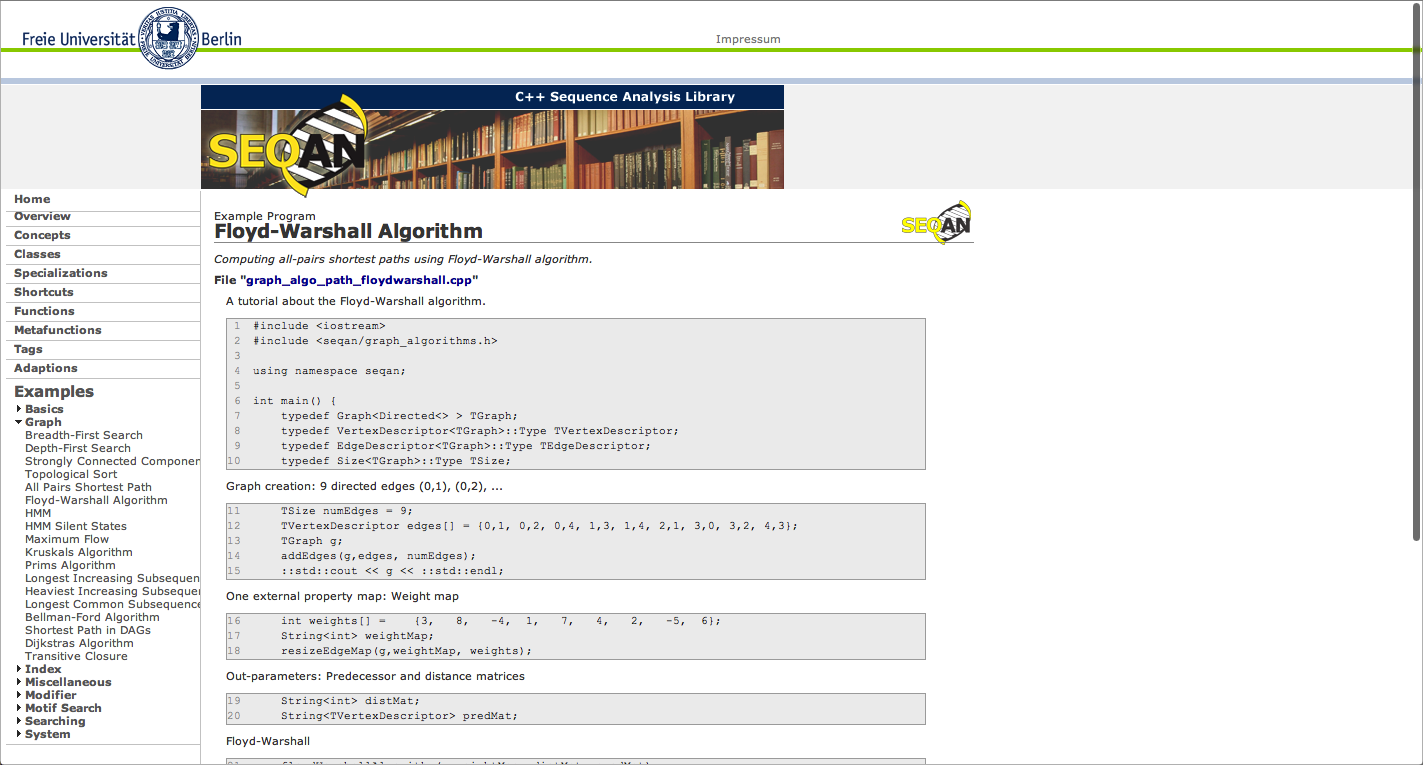 Freie Universität Berlin
Impressum
C++ Sequence Analysis Library
SEQAN
Home
Overview
Concepts
Classes
Specializations
Shortcuts
Functions
Metafunctions
Tags
Adaptions
Examples
Basics
Graph
Breadth-First Search
Depth-First Search
Strongly Connected Componen
Topological Sort
All Pairs Shortest Path
Floyd-Warshall Algorithm
HMM
HMM Silent States
Maximum Flow
Kruskals Algorithm
Prims Algorithm
Longest Increasing Subsequen
Heaviest Increasing Subsequen
Longest Common Subsequence
Bellman-Ford Algorithm
Shortest Path in DAGs
Dijkstras Algorithm
Transitive Closure
Index
Miscellaneous
Modifier
Motif Search
Searching
System
Example Program
Floyd-Warshall Algorithm
SEQAN
Computing all-pairs shortest paths using Floyd-Warshall algorithm.
File "graph_algo_path_floydwarshall.cpp"
A tutorial about the Floyd-Warshall algorithm.
1 #include <iostream>
2 #include <seqan/graph_algorithms.h>
3
4 using namespace seqan;
5
6 int main() {
7     typedef Graph<Directed<> > TGraph;
8     typedef VertexDescriptor<TGraph>::Type TVertexDescriptor;
9     typedef EdgeDescriptor<TGraph>::Type TEdgeDescriptor;
10     typedef Size<TGraph>::Type TSize;
Graph creation: 9 directed edges (0,1), (0,2), ...
11     TSize numEdges = 9;
12     TVertexDescriptor edges[] = {0,1, 0,2, 0,4, 1,3, 1,4, 2,1, 3,0, 3,2, 4,3};
13     TGraph g;
14     addEdges(g,edges, numEdges);
15     ::std::cout << g << ::std::endl;
One external property map: Weight map
16     int weights[] =    {3,   8,   -4,  1,   7,   4,   2,   -5,  6};
17     String<int> weightMap;
18     resizeEdgeMap(g,weightMap, weights);
Out-parameters: Predecessor and distance matrices
19     String<int> distMat;
20     String<TVertexDescriptor> predMat;
Floyd-Warshall